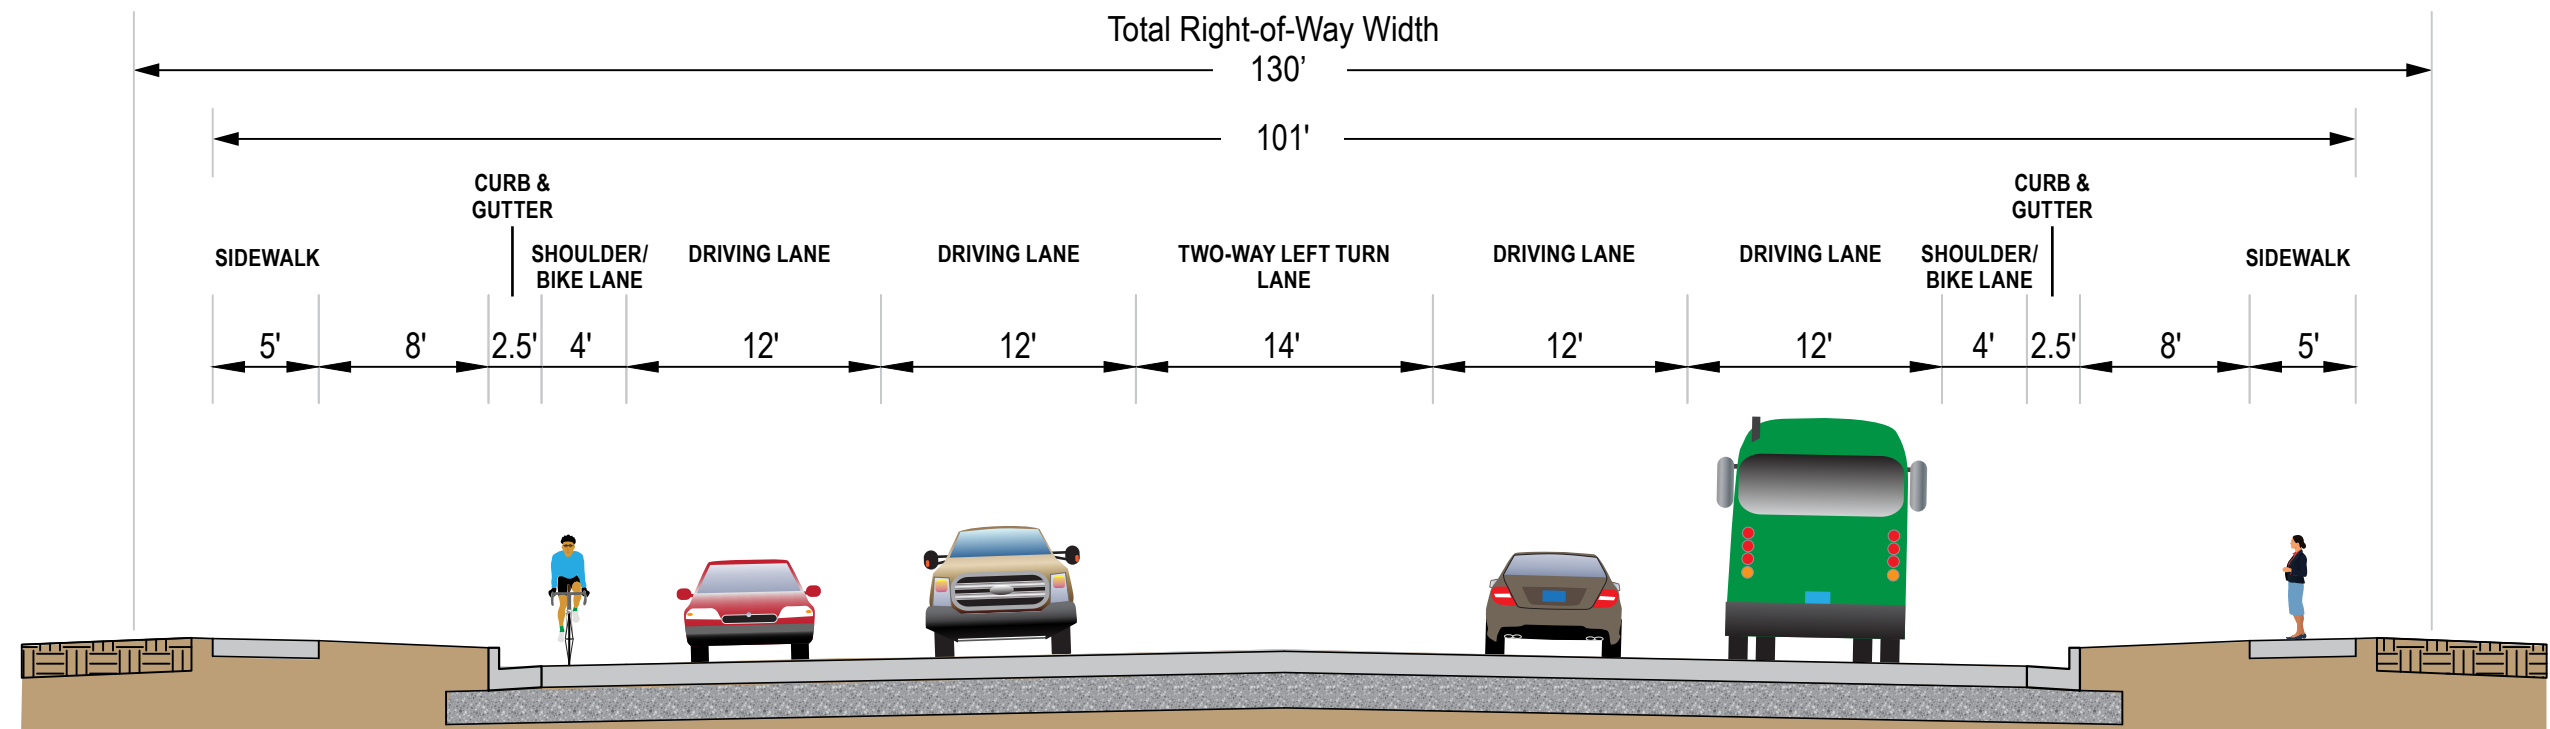 Total Right-of-Way Width
130’
101'
CURB &
GUTTER
CURB &
GUTTER
SIDEWALK
SHOULDER/
BIKE LANE
DRIVING LANE
DRIVING LANE
TWO-WAY LEFT TURN
LANE
DRIVING LANE
DRIVING LANE
SHOULDER/
BIKE LANE
SIDEWALK
5' 8' 2.5' 4' 12' 12' 14' 12' 12' 4' 2.5' 8' 5'